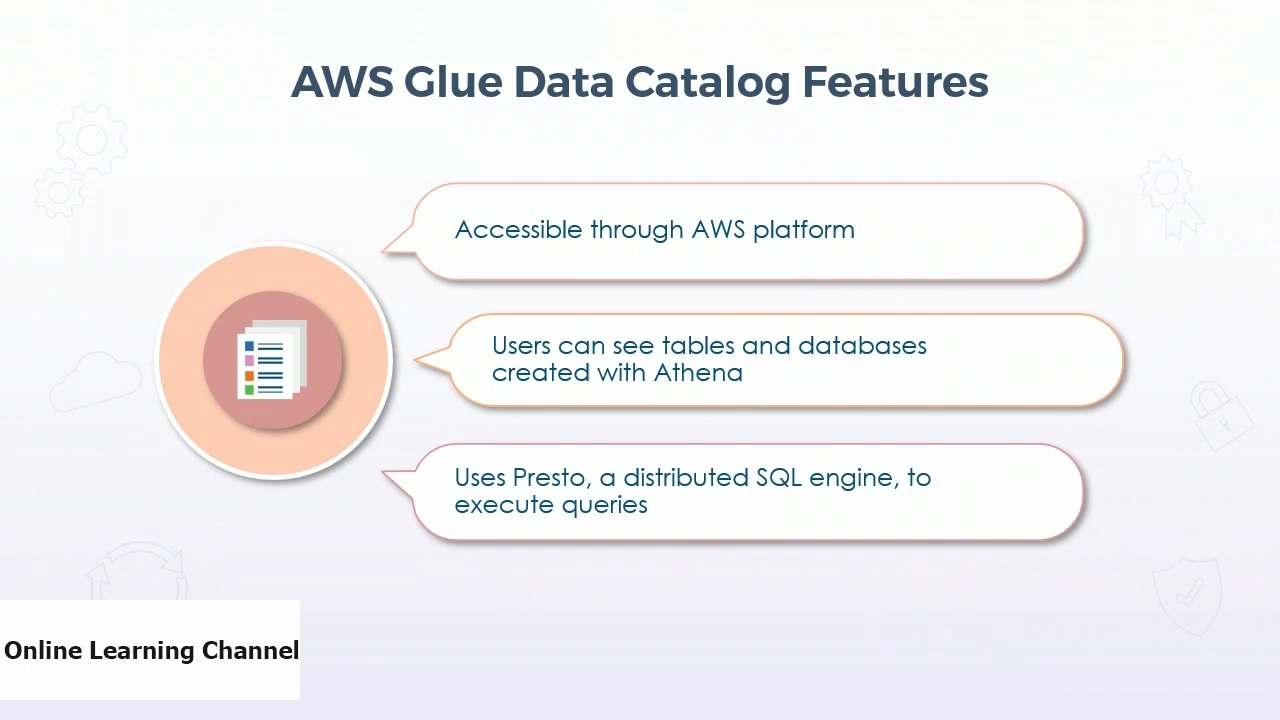 AWS Glue Data Catalog Features
Accessible through AWS platform
Users can see tables and databases
created with Athena
Uses Presto, a distributed SQL engine, to
execute queries
Online Learning Channel